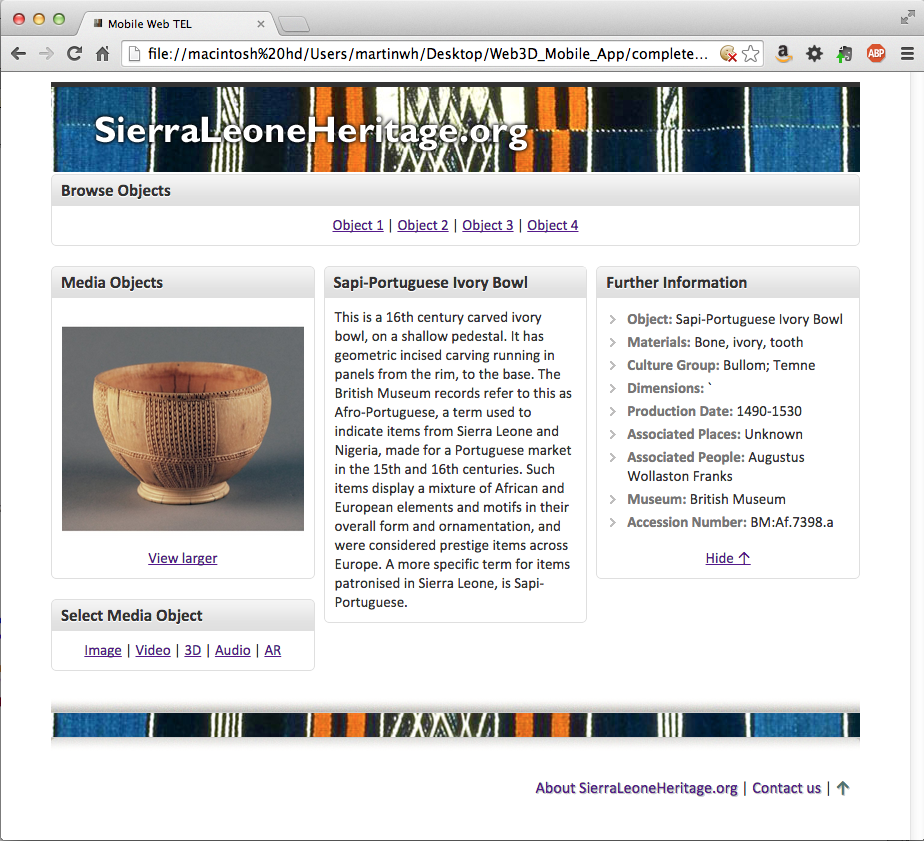 Mobile Web TEL
file://macintosh%20hd/Users/martinwh/Desktop/Web3D_Mobile_App/complete...
ABP
SierraLeoneHeritage.org
Browse Objects
Object 1 | Object 2 | Object 3 | Object 4
Media Objects
View larger
Select Media Object
Image | Video | 3D | Audio | AR
Sapi-Portuguese Ivory Bowl
This is a 16th century carved ivory
bowl, on a shallow pedestal. It has
geometric incised carving running in
panels from the rim, to the base. The
British Museum records refer to this as
Afro-Portuguese, a term used to
indicate items from Sierra Leone and
Nigeria, made for a Portuguese market
in the 15th and 16th centuries. Such
items display a mixture of African and
European elements and motifs in their
overall form and ornamentation, and
were considered prestige items across
Europe. A more specific term for items
patronised in Sierra Leone, is Sapi-
Portuguese.
Further Information
Object: Sapi-Portuguese Ivory Bowl
Materials: Bone, ivory, tooth
Culture Group: Bullom; Temne
Dimensions: `
Production Date: 1490-1530
Associated Places: Unknown
Associated People: Augustus
Wollaston Franks
Museum: British Museum
Accession Number: BM:Af.7398.a
Hide ↑
About SierraLeoneHeritage.org | Contact us | ↑